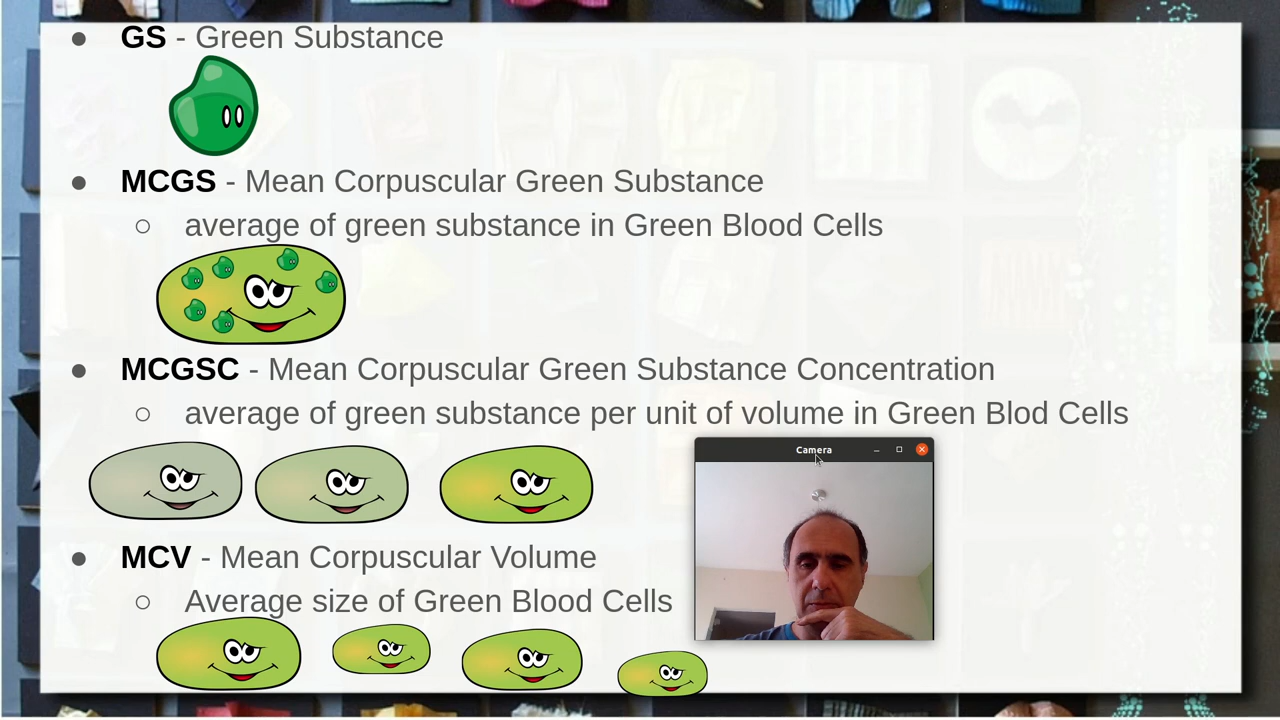 ● GS - Green Substance
● MCGS - Mean Corpuscular Green Substance
○ average of green substance in Green Blood Cells
● MCGSC - Mean Corpuscular Green Substance Concentration
○ average of green substance per unit of volume in Green Blod Cells
Camera
● MCV - Mean Corpuscular Volume
○ Average size of Green Blood Cells